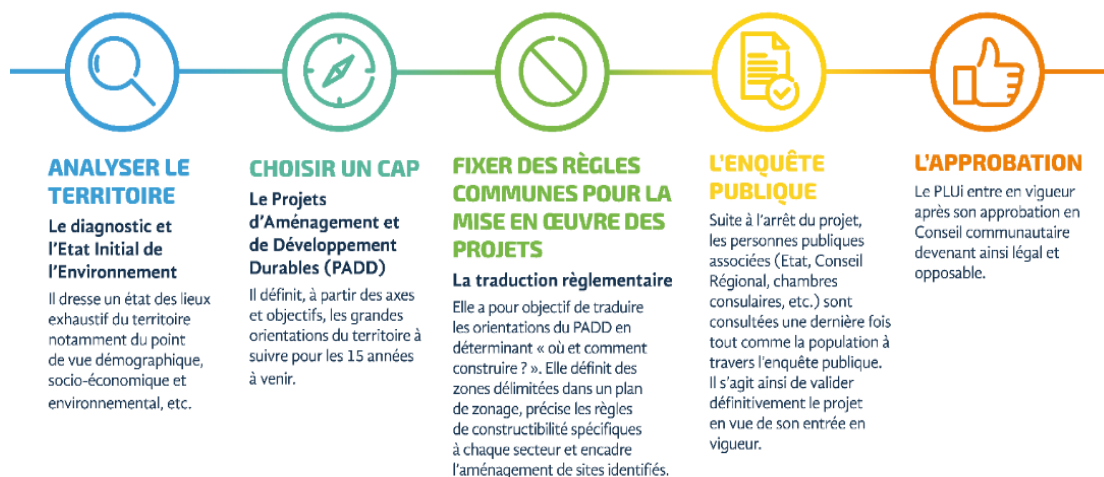 ANALYSER LE
TERRITOIRE
Le diagnostic et
l'Etat Initial de
l'Environnement
Il dresse un état des lieux
exhaustif du territoire
notamment du point
de vue démographique,
socio-économique et
environnemental, etc.
CHOISIR UN CAP
Le Projets
d'Aménagement et
de Développement
Durables (PADD)
Il définit, à partir des axes
et objectifs, les grandes
orientations du territoire à
suivre pour les 15 années
à venir.
FIXER DES RÈGLES
COMMUNES POUR LA
MISE EN ŒUVRE DES
PROJETS
La traduction règlementaire
Elle a pour objectif de traduire
les orientations du PADD en
déterminant « où et comment
construire ? ». Elle définit des
zones délimitées dans un plan
de zonage, précise les règles
de constructibilité spécifiques
à chaque secteur et encadre
l'aménagement de sites identifiés.
L'ENQUÊTE
PUBLIQUE
Suite à l'arrêt du projet,
les personnes publiques
associées (Etat, Conseil
Régional, chambres
consulaires, etc.) sont
consultées une dernière fois
tout comme la population à
travers l'enquête publique.
Il s'agit ainsi de valider
définitivement le projet
en vue de son entrée en
vigueur.
L'APPROBATION
Le PLUi entre en vigueur
après son approbation en
Conseil communautaire
devenant ainsi légal et
opposable.